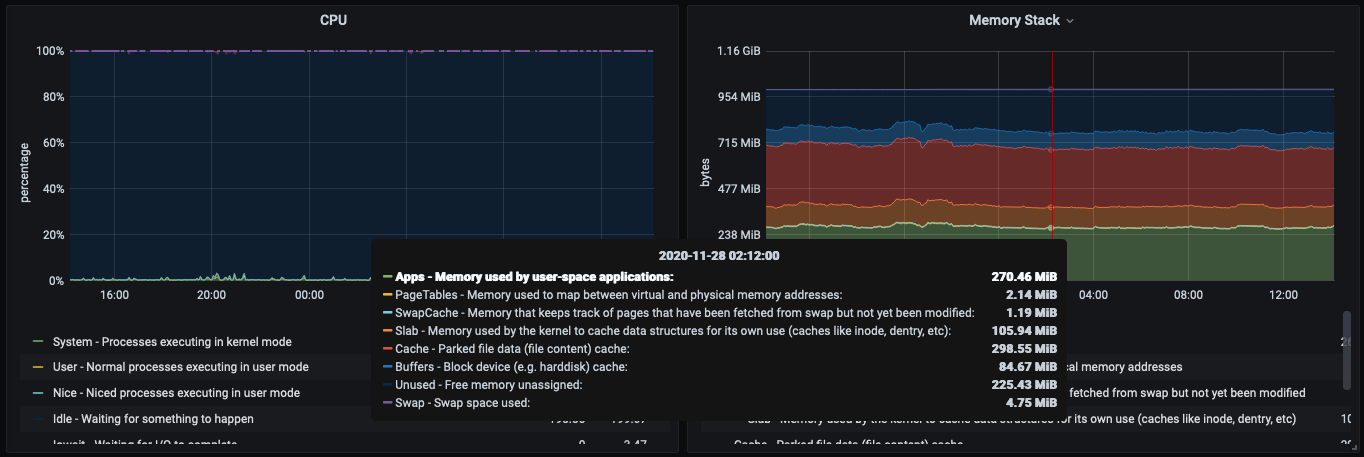 CPU
100%
80%
60%
40%
20%
0%
percentage
16:00
20:00
00:00
System - Processes executing in kernel mode
User - Normal processes executing in user mode
Nice - Niced processes executing in user mode
Idle - Waiting for something to happen
Iowait - Waiting for I/O to complete
0 3.47
Memory Stack
1.16 GiB
954 MiB
715 MiB
477 MiB
238 MiB
bytes
04:00
08:00
12:00
2020-11-28 02:12:00
Apps - Memory used by user-space applications: 270.46 MiB
PageTables - Memory used to map between virtual and physical memory addresses: 2.14 MiB
SwapCache - Memory that keeps track of pages that have been fetched from swap but not yet been modified: 1.19 MiB
Slab - Memory used by the kernel to cache data structures for its own use (caches like inode, dentry, etc): 105.94 MiB
Cache - Parked file data (file content) cache: 298.55 MiB
Buffers - Block device (e.g. harddisk) cache: 84.67 MiB
Unused - Free memory unassigned: 225.43 MiB
Swap - Swap space used: 4.75 MiB
memory addresses
fetched from swap but not yet been modified
Slab - Memory used by the kernel to cache data structures for its own use (caches like inode, dentry, etc)
Cache - Parked file data (file content) cache